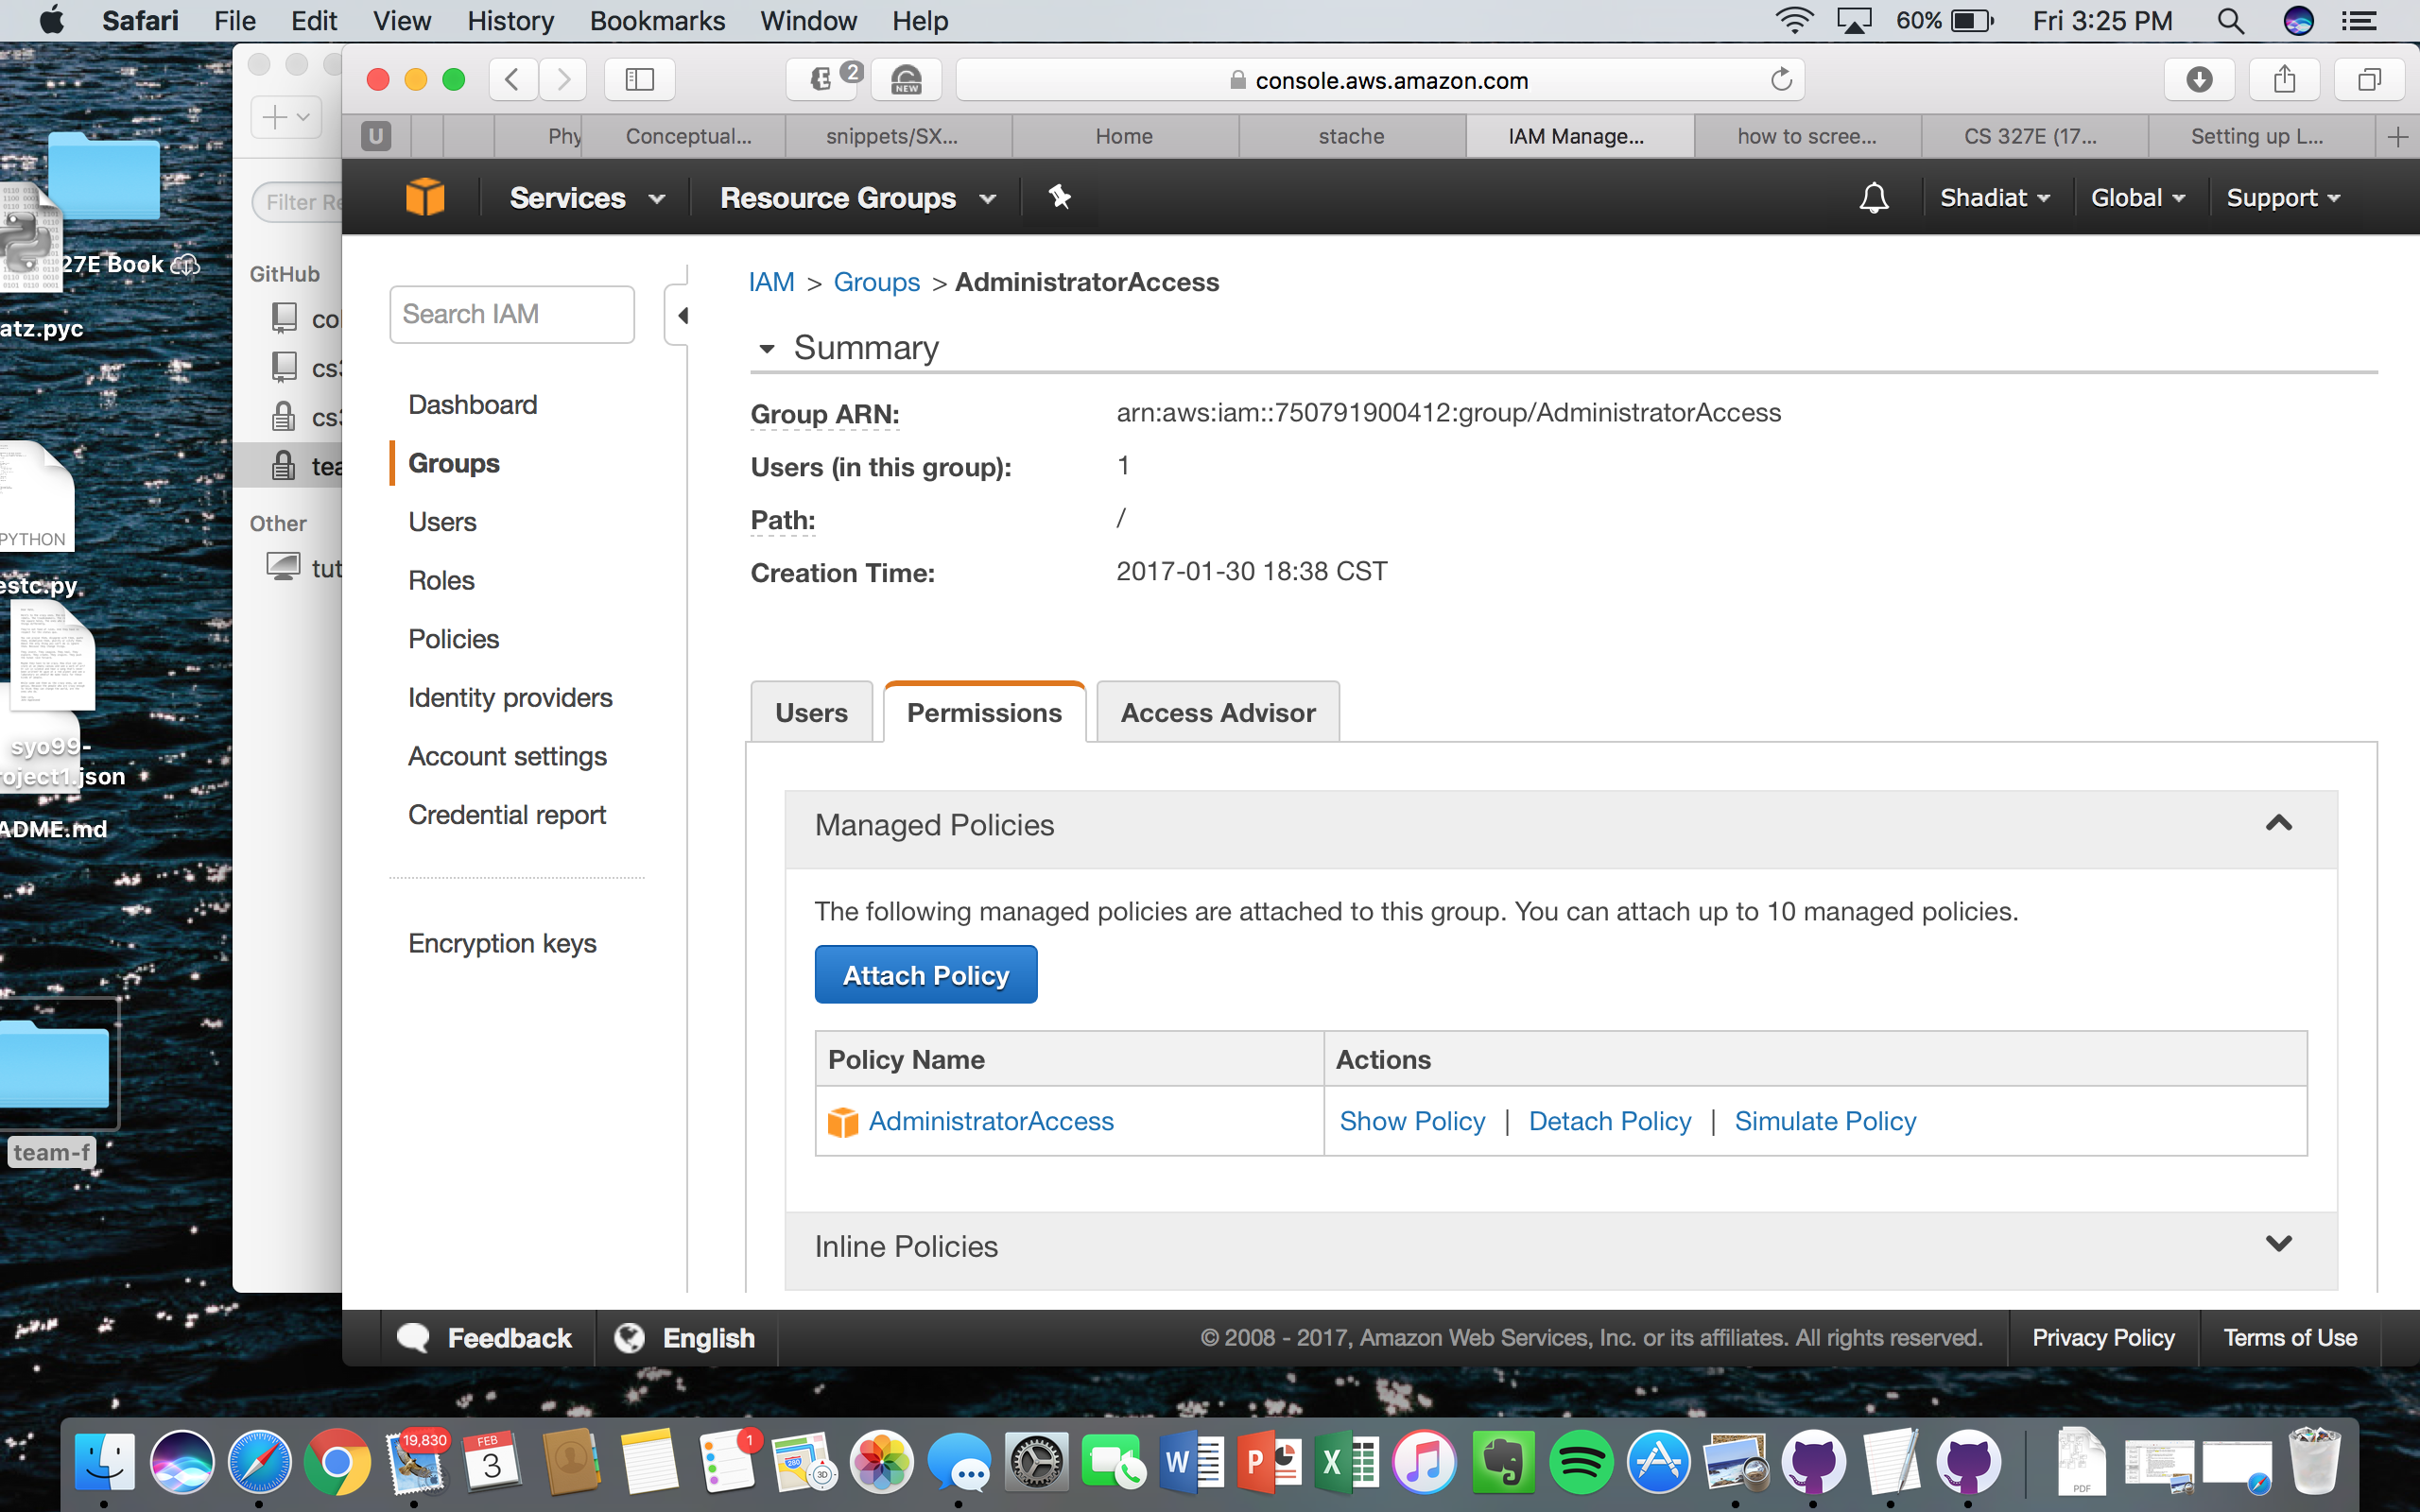 Safari File Edit View History Bookmarks Window Help 60% Fri 3:25 PM
2 NEW console.aws.amazon.com
U Phy Conceptual... snippets/SX... Home stache IAM Manage... how to scree... CS 327E (17... Setting up L...
Services Resource Groups Shadiat Global Support
Filter Re
27E Book
GitHub
co
cs3
cs3
tea
Other
tut
atz.pyc
PYTHON
estc.py
syo99-
roject1.json
ADME.md
team-f
Search IAM
Dashboard
Groups
Users
Roles
Policies
Identity providers
Account settings
Credential report
Encryption keys
IAM > Groups > AdministratorAccess
Summary
Group ARN: arn:aws:iam::750791900412:group/AdministratorAccess
Users (in this group): 1
Path: /
Creation Time: 2017-01-30 18:38 CST
Users Permissions Access Advisor
Managed Policies
The following managed policies are attached to this group. You can attach up to 10 managed policies.
Attach Policy
Policy Name Actions
AdministratorAccess Show Policy | Detach Policy | Simulate Policy
Inline Policies
Feedback English © 2008 - 2017, Amazon Web Services, Inc. or its affiliates. All rights reserved. Privacy Policy Terms of Use
19,830 FEB 3 1 280 3D W P X PDF